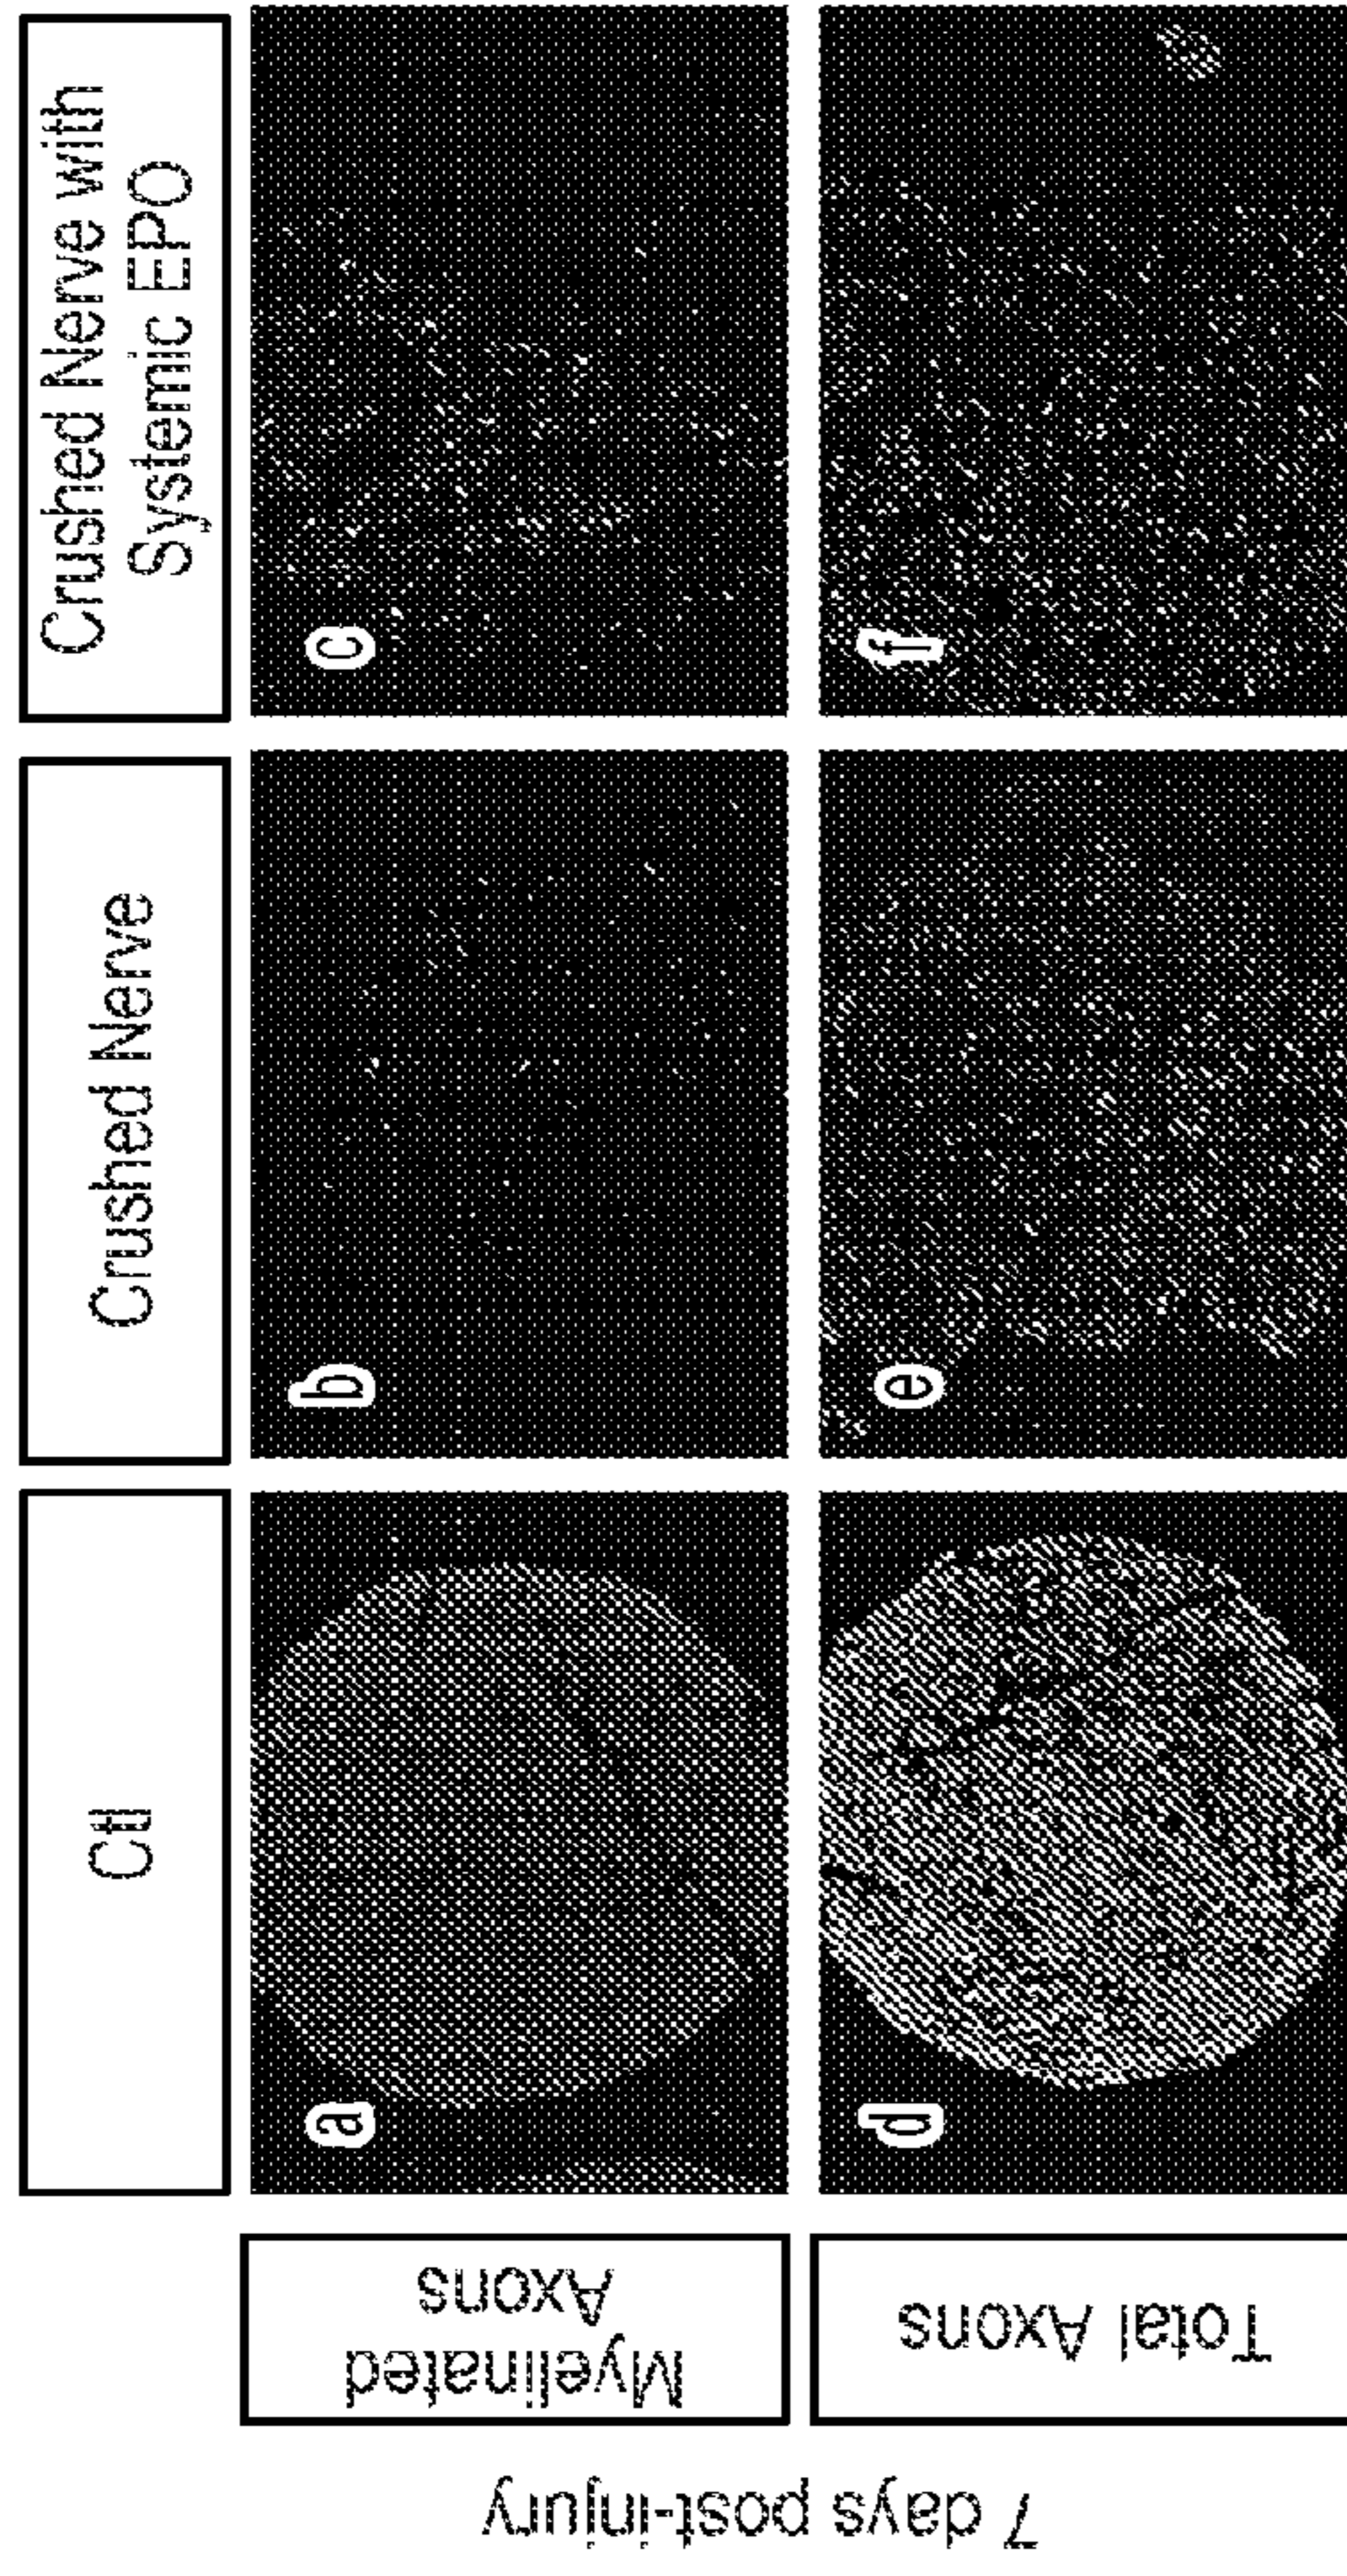 Ctl
Crushed Nerve
Crushed Nerve with
Systemic EPO
7 days post-injury
Myelinated
Axons
a
b
c
Total Axons
d
e
f